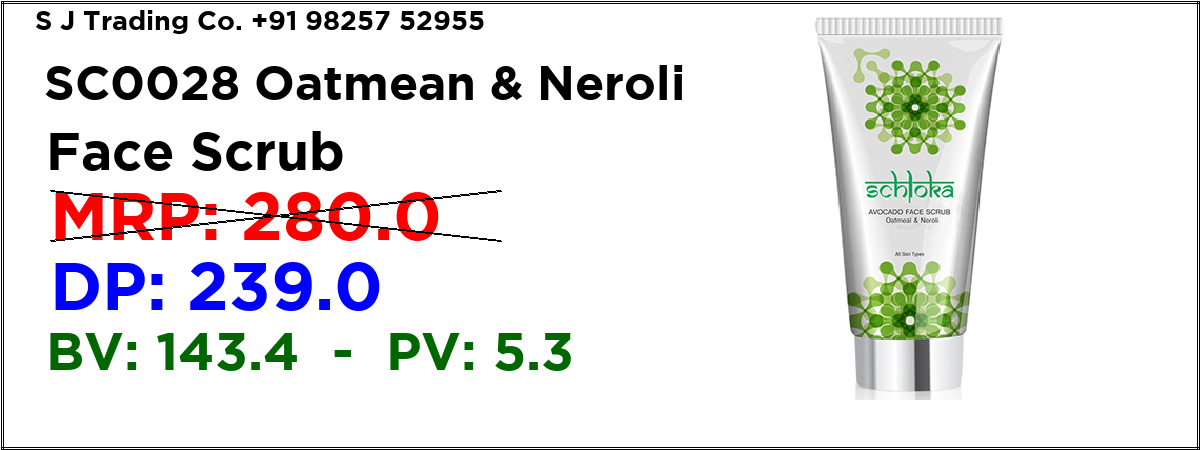 S J Trading Co. +91 98257 52955
SC0028 Oatmean & Neroli
Face Scrub
MRP: 280.0
DP: 239.0
BV: 143.4 - PV: 5.3
schloka
AVOCADO FACE SCRUB
Oatmeal & Neroli
All Skin Types